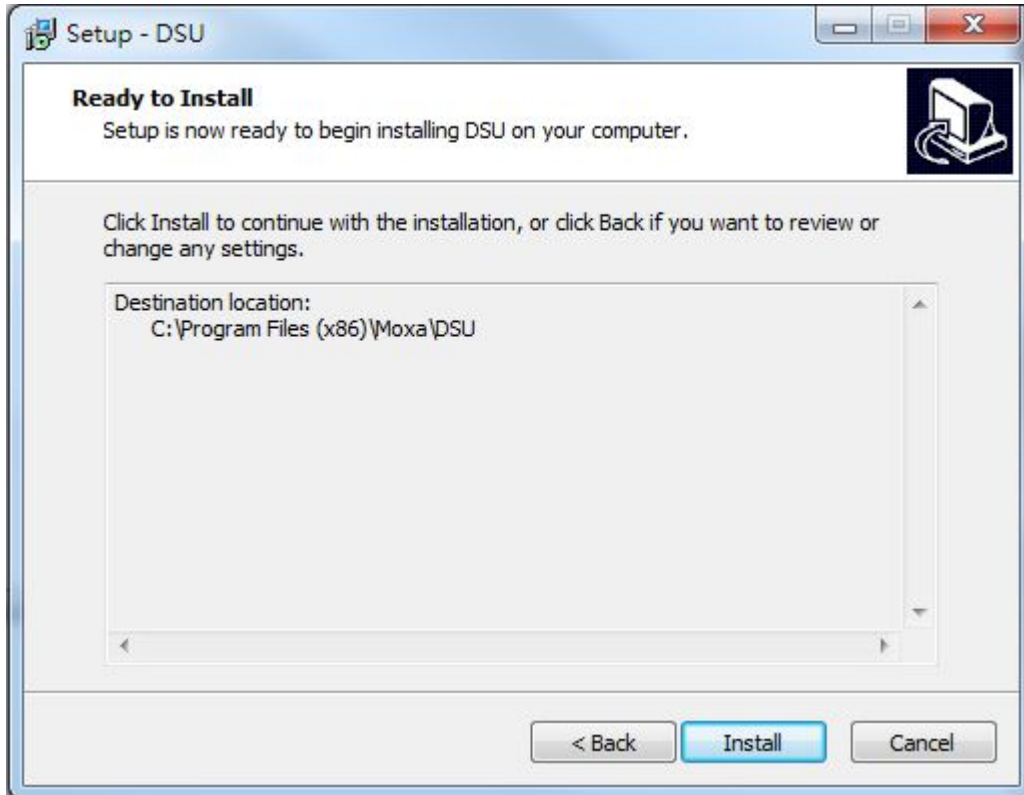 Setup - DSU
Ready to Install
Setup is now ready to begin installing DSU on your computer.
Click Install to continue with the installation, or click Back if you want to review or
change any settings.
Destination location:
C:\Program Files (x86)\Moxa\DSU
< Back
Install
Cancel